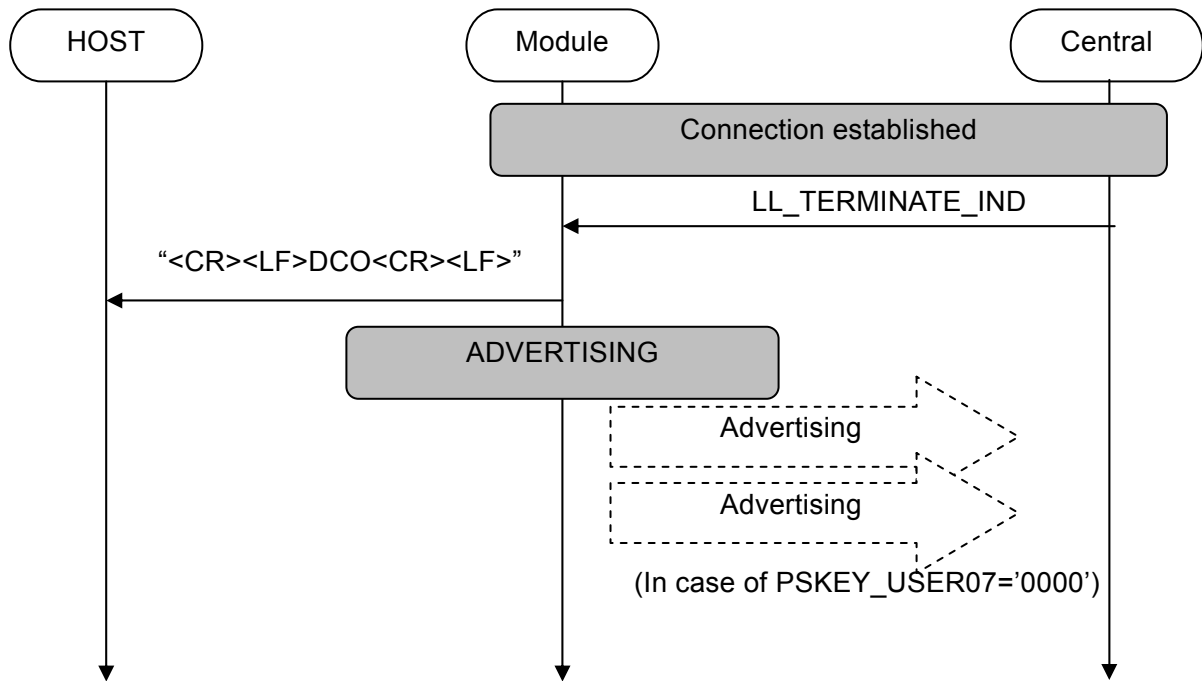 HOST
Module
Central
Connection established
LL_TERMINATE_IND
“<CR><LF>DCO<CR><LF>”
ADVERTISING
Advertising
Advertising
(In case of PSKEY_USER07=’0000’)